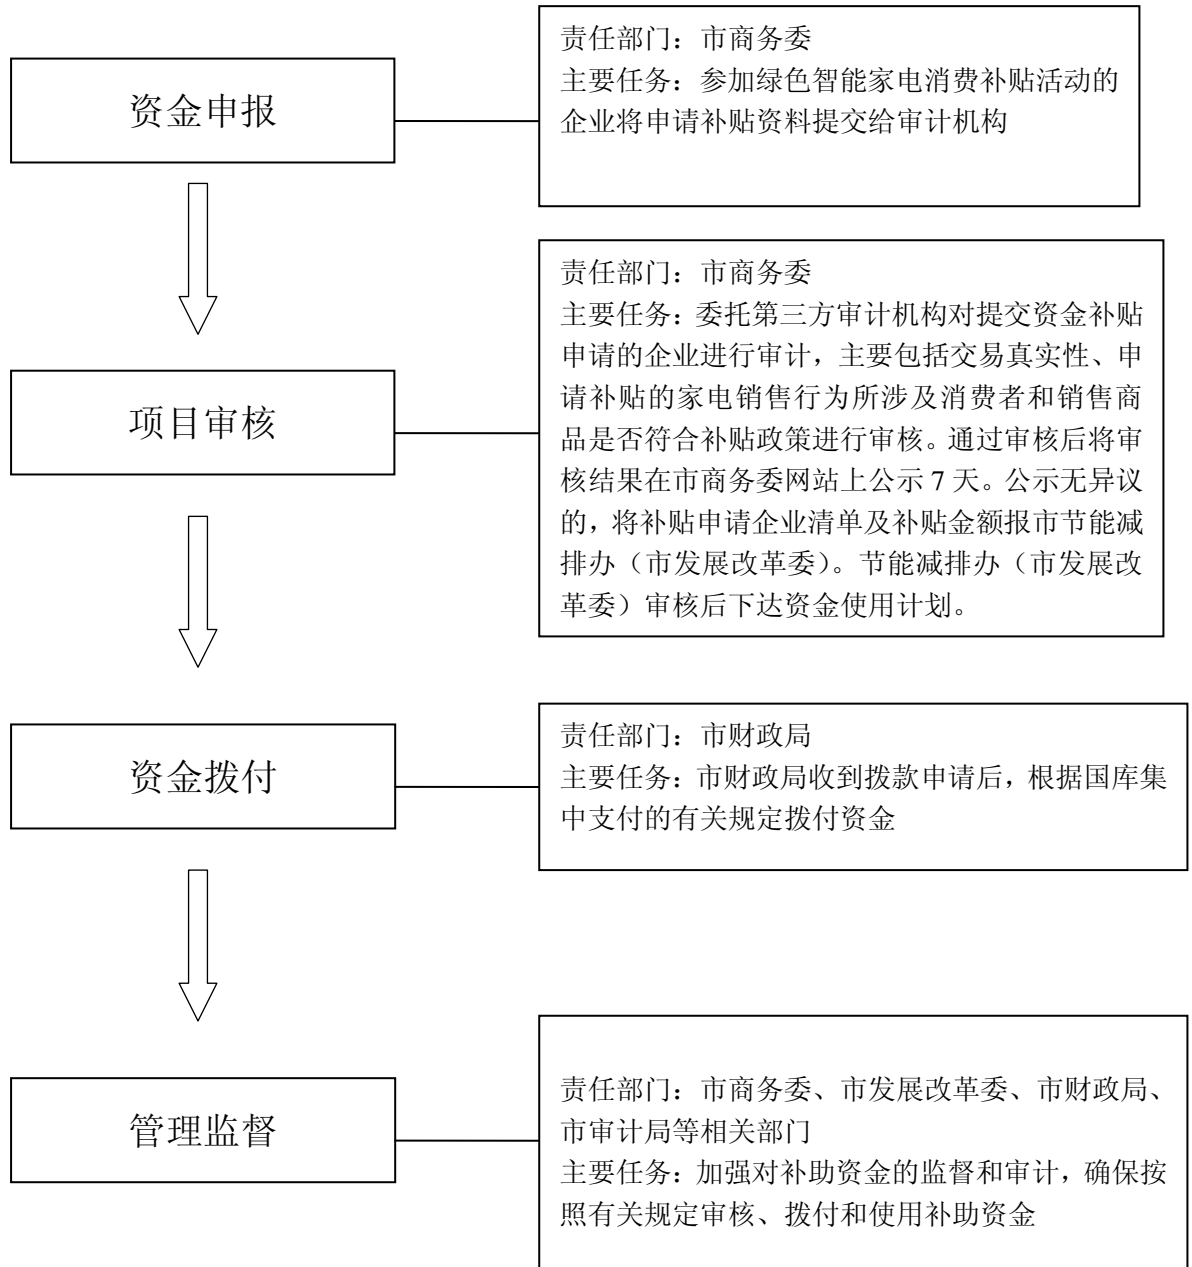 资金申报
责任部门：市商务委
主要任务：参加绿色智能家电消费补贴活动的
企业将申请补贴资料提交给审计机构
项目审核
责任部门：市商务委
主要任务：委托第三方审计机构对提交资金补贴
申请的企业进行审计，主要包括交易真实性、申
请补贴的家电销售行为所涉及消费者和销售商
品是否符合补贴政策进行审核。通过审核后将审
核结果在市商务委网站上公示 7 天。公示无异议
的，将补贴申请企业清单及补贴金额报市节能减
排办（市发展改革委）。节能减排办（市发展改
革委）审核后下达资金使用计划。
资金拨付
责任部门：市财政局
主要任务：市财政局收到拨款申请后，根据国库集
中支付的有关规定拨付资金
管理监督
责任部门：市商务委、市发展改革委、市财政局、
市审计局等相关部门
主要任务：加强对补助资金的监督和审计，确保按
照有关规定审核、拨付和使用补助资金